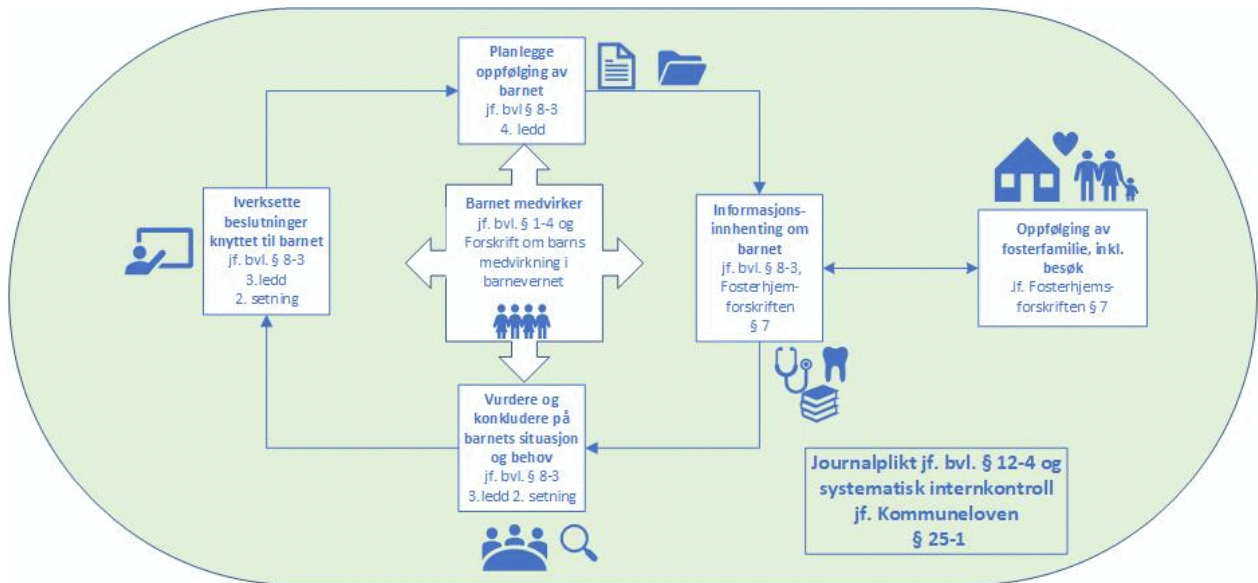 Planlegge
oppfølging av
barnet
jf. bvl § 8-3
4. ledd
Iverksette
beslutninger
knyttet til barnet
jf. bvl. § 8-3
3.ledd
2. setning
Barnet medvirker
jf. bvl. § 1-4 og
Forskrift om barns
medvirkning i
barnevernet
Informasjons-
innhenting om
barnet
jf. bvl. § 8-3,
Fosterhjem-
forskriften
§ 7
Oppfølging av
fosterfamilie, inkl.
besøk
Jf. Fosterhjems-
forskriften § 7
Vurdere og
konkludere på
barnets situasjon
og behov
jf. bvl. § 8-3
3.ledd 2. setning
Journalplikt jf. bvl. § 12-4 og
systematisk internkontroll
jf. Kommuneloven
§ 25-1